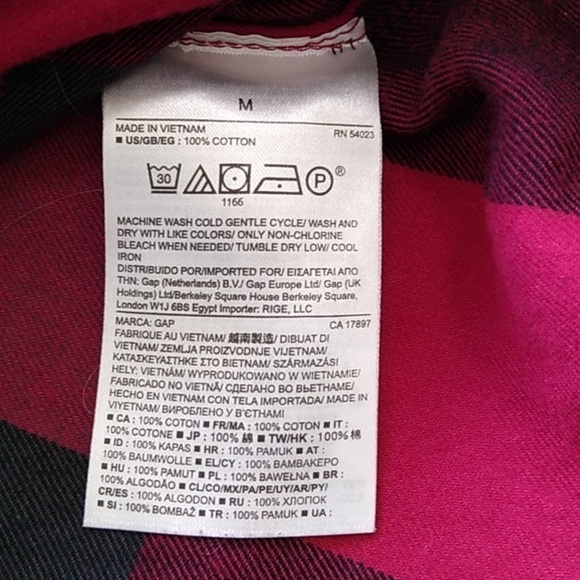 M
MADE IN VIETNAM RN 54023
■ US/GB/EG : 100% COTTON
30 P ®
1166
MACHINE WASH COLD GENTLE CYCLE/ WASH AND
DRY WITH LIKE COLORS/ ONLY NON-CHLORINE
BLEACH WHEN NEEDED/ TUMBLE DRY LOW/ COOL
IRON
DISTRIBUIDO POR/IMPORTED FOR/ ΕΙΣΑΓΕΤΑΙ ΑΠΟ
ΤΗΝ: Gap (Netherlands) B.V./ Gap Europe Ltd/ Gap (UK
Holdings) Ltd/Berkeley Square House Berkeley Square,
London W1J 6BS Egypt Importer: RIGE, LLC
MARCA: GAP CA 17897
FABRIQUE AU VIETNAM/ 越南製造/ DIBUAT DI
VIETNAM/ ZEMLJA PROIZVODNJE VIJETNAM/
ΚΑΤΑΣΚΕΥΑΣΤΗΚΕ ΣΤΟ ΒΙΕΤΝΑΜ/ SZÁRMAZÁSI
HELY: VIETNÁM/ WYPRODUKOWANO W WIETNAMIE/
FABRICADO NO VIETNÃ/ СДЕЛАНО ВО ВЬЕТНАМЕ/
HECHO EN VIETNAM CON TELA IMPORTADA/ MADE IN
VIYETNAM/ ВИРОБЛЕНО У В'ЄТНАМІ
■ CA : 100% COTON ■ FR/MA : 100% COTON ■ IT :
100% COTONE ■ JP : 100% 綿 ■ TW/HK : 100% 棉
■ ID : 100% KAPAS ■ HR : 100% PAMUK ■ AT :
100% BAUMWOLLE ■ EL/CY : 100% ΒΑΜΒΑΚΕΡΟ
■ HU : 100% PAMUT ■ PL : 100% BAWEŁNA ■ BR :
100% ALGODÃO ■ CL/CO/MX/PA/PE/UY/AR/PY/
CR/ES : 100% ALGODON ■ RU : 100% ХЛОПОК
■ SI : 100% BOMBAŽ ■ TR : 100% PAMUK ■ UA :